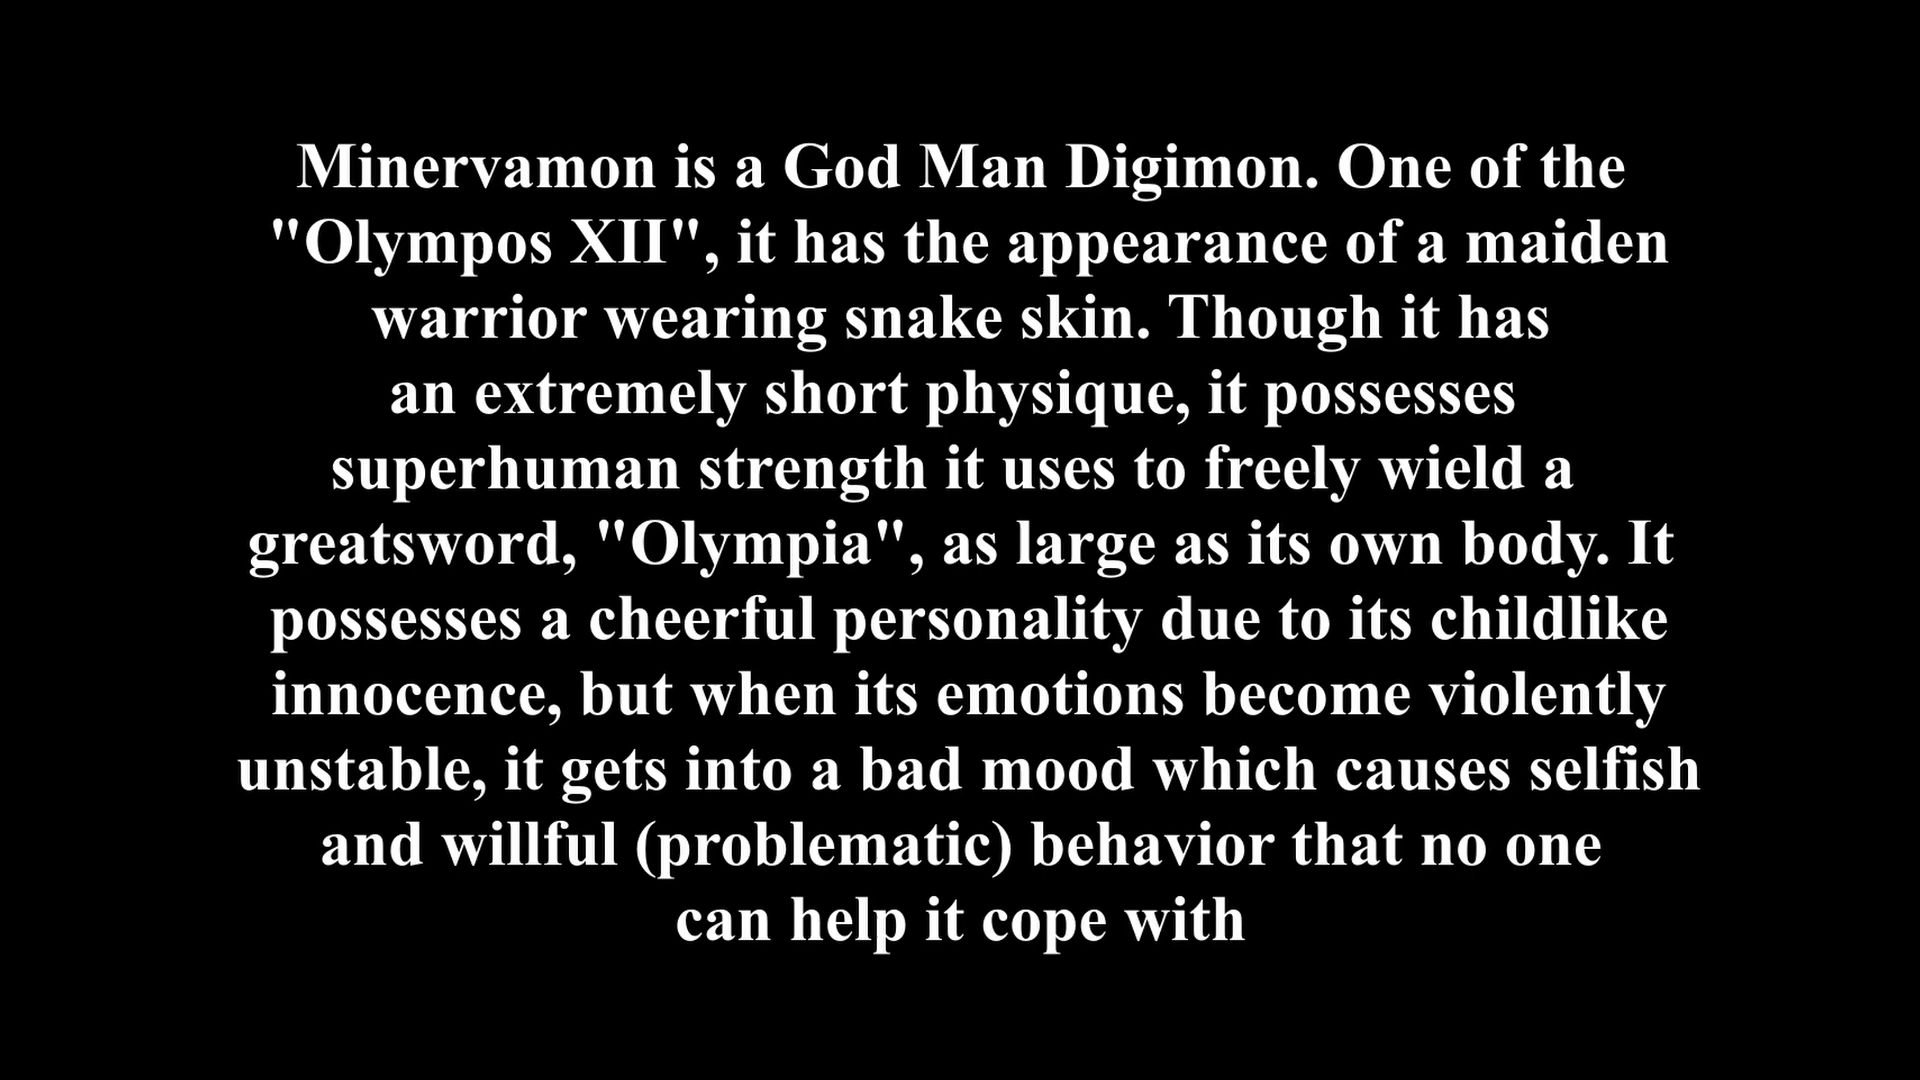 Minervamon is a God Man Digimon. One of the
"Olympos XII", it has the appearance of a maiden
warrior wearing snake skin. Though it has
an extremely short physique, it possesses
superhuman strength it uses to freely wield a
greatsword, "Olympia", as large as its own body. It
possesses a cheerful personality due to its childlike
innocence, but when its emotions become violently
unstable, it gets into a bad mood which causes selfish
and willful (problematic) behavior that no one
can help it cope with